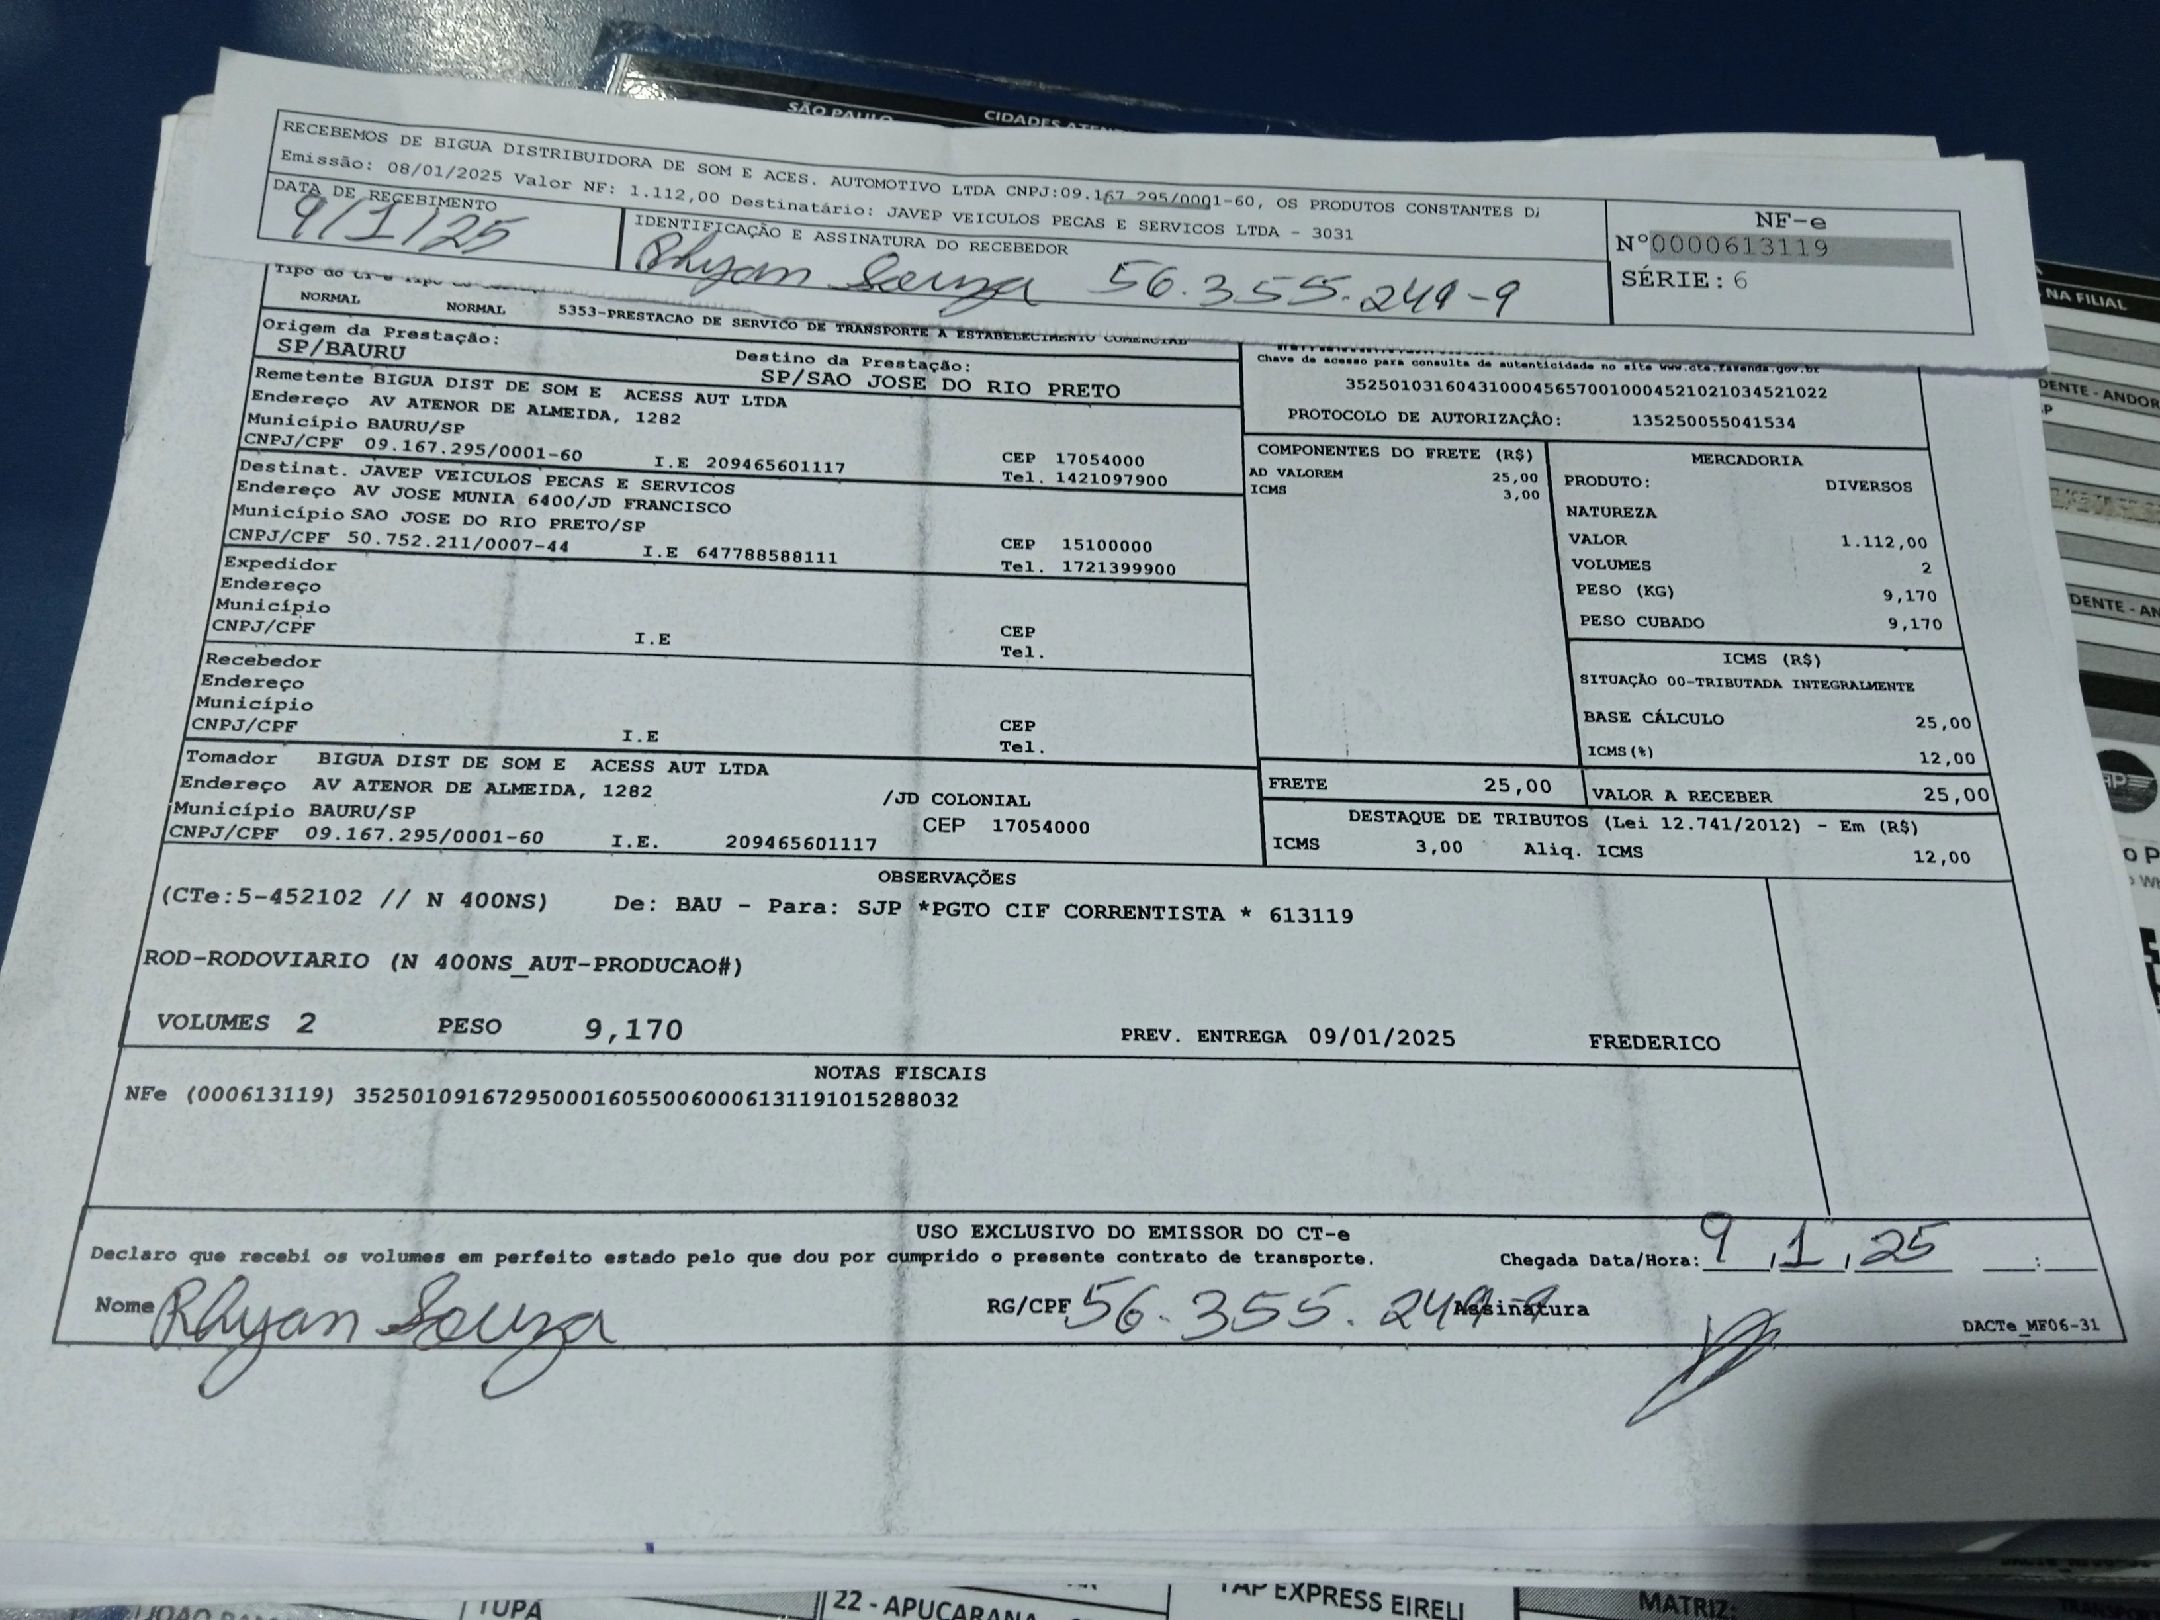 SÃO PAULO
CIDADES
RECEBEMOS DE BIGUA DISTRIBUIDORA DE SOM E ACES. AUTOMOTIVO LTDA CNPJ:09.167.295/0001-60, OS PRODUTOS CONSTANTES
Emissão: 08/01/2025 Valor NF: 1.112,00 Destinatário: JAVEP VEICULOS PECAS E SERVICOS LTDA - 3031
DATA DE RECEBIMENTO
9/1/25
IDENTIFICAÇÃO E ASSINATURA DO RECEBEDOR
Rhyan Souza 56.355.249-9
NF-e
Nº0000613119
SÉRIE: 6
NA FILIAL
NORMAL NORMAL 5353-PRESTACAO DE SERVICO DE TRANSPORTE A ESTABELECIMENTO COMERCIAL
Origem da Prestação:
SP/BAURU
Destino da Prestação:
SP/SAO JOSE DO RIO PRETO
Chave de acesso para consulta de autenticidade no site www.cte.fazenda.gov.br
35250103160431000456570010004521021034521022
PROTOCOLO DE AUTORIZAÇÃO: 135250055041534
Remetente BIGUA DIST DE SOM E ACESS AUT LTDA
Endereço AV ATENOR DE ALMEIDA, 1282
Município BAURU/SP
CEP 17054000
CNPJ/CPF 09.167.295/0001-60 I.E 209465601117 Tel. 1421097900
Destinat. JAVEP VEICULOS PECAS E SERVICOS
Endereço AV JOSE MUNIA 6400/JD FRANCISCO
Município SAO JOSE DO RIO PRETO/SP
CEP 15100000
CNPJ/CPF 50.752.211/0007-44 I.E 647788588111 Tel. 1721399900
Expedidor
Endereço
Município
CEP
CNPJ/CPF I.E Tel.
Recebedor
Endereço
Município
CEP
CNPJ/CPF I.E Tel.
Tomador BIGUA DIST DE SOM E ACESS AUT LTDA
Endereço AV ATENOR DE ALMEIDA, 1282 /JD COLONIAL
Município BAURU/SP CEP 17054000
CNPJ/CPF 09.167.295/0001-60 I.E. 209465601117
COMPONENTES DO FRETE (R$)
AD VALOREM 25,00
ICMS 3,00
MERCADORIA
PRODUTO: DIVERSOS
NATUREZA
VALOR 1.112,00
VOLUMES 2
PESO (KG) 9,170
PESO CUBADO 9,170
ICMS (R$)
SITUAÇÃO 00-TRIBUTADA INTEGRALMENTE
BASE CÁLCULO 25,00
ICMS(%) 12,00
FRETE 25,00
VALOR A RECEBER 25,00
DESTAQUE DE TRIBUTOS (Lei 12.741/2012) - Em (R$)
ICMS 3,00 Aliq. ICMS 12,00
OBSERVAÇÕES
(CTe:5-452102 // N 400NS) De: BAU - Para: SJP *PGTO CIF CORRENTISTA * 613119
ROD-RODOVIARIO (N 400NS_AUT-PRODUCAO#)
VOLUMES 2 PESO 9,170 PREV. ENTREGA 09/01/2025 FREDERICO
NOTAS FISCAIS
NFe (000613119) 35250109167295000160550060006131191015288032
USO EXCLUSIVO DO EMISSOR DO CT-e
Declaro que recebi os volumes em perfeito estado pelo que dou por cumprido o presente contrato de transporte.
Chegada Data/Hora: 9,1,25 __:__
Nome Rhyan Souza RG/CPF 56.355.249-9 Assinatura
DACTe_MF06-31
TUPÃ
22 - APUCARANA
TAP EXPRESS EIRELI
MATRIZ: